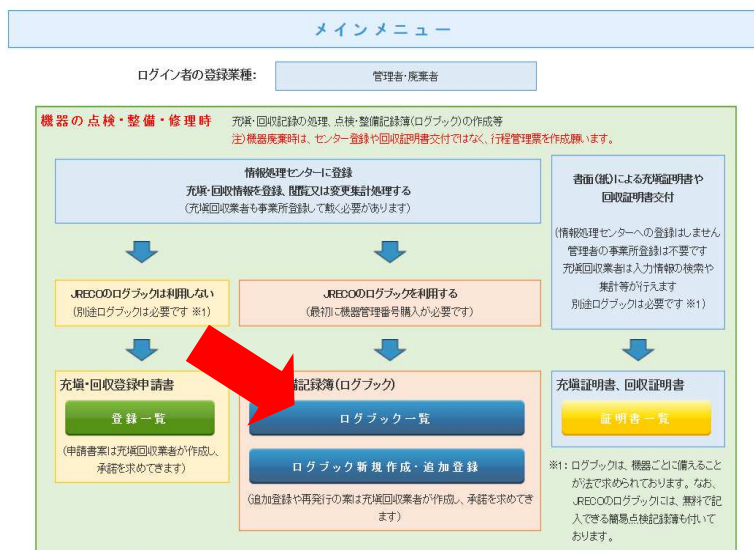 メインメニュー
ログイン者の登録業種：
管理者・廃業者
機器の点検・整備・修理時
充填・回収記録の処理、点検・整備記録簿(ログブック)の作成等
注)機器廃棄時は、センター登録や回収証明書交付ではなく、行程管理票を作成願います。
情報処理センターに登録
充填・回収情報を登録、閲覧又は変更集計処理する
(充填回収業者も事業所登録して戴く必要があります)
書面(紙)による充填証明書や
回収証明書交付
(情報処理センターへの登録はしません
管理者の事業所登録は不要です
充填回収業者は入力情報の検索や
集計等が行えます
別途ログブックは必要です ※1)
JRECOのログブックは利用しない
(別途ログブックは必要です ※1)
JRECOのログブックを利用する
(最初に機器管理番号購入が必要です)
充填・回収登録申請書
登録一覧
(申請書案は充填回収業者が作成し、
承諾を求めてきます)
備記録簿(ログブック)
ログブック一覧
ログブック新規作成・追加登録
(追加登録や再発行の案は充填回収業者が作成し、承諾を求めてき
ます)
充填証明書、回収証明書
証明書一覧
※1：ログブックは、機器ごとに備えること
が法で求められております。なお、
JRECOのログブックには、無料で記
入できる簡易点検記録簿も付いて
おります。